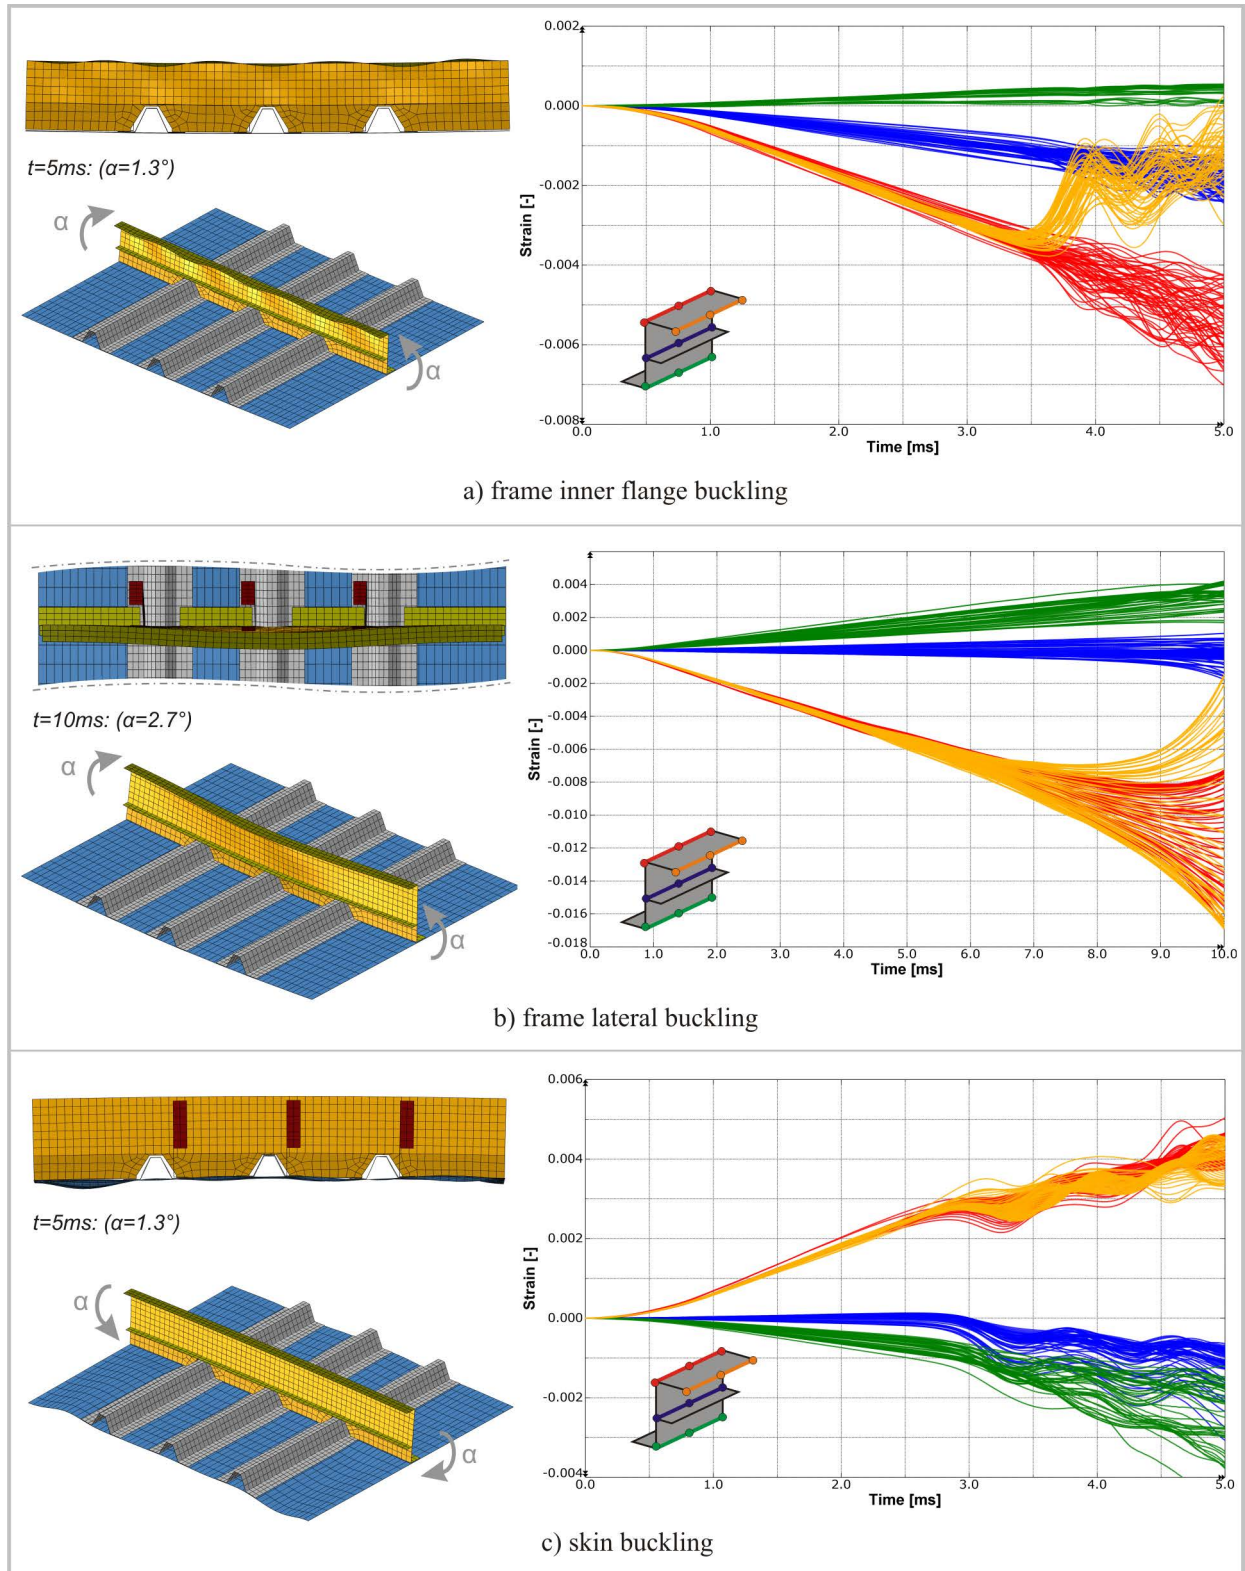 t=5ms: (α=1.3°)
α
α
0.002
0.000
-0.002
-0.004
-0.006
-0.008
Strain [-]
0.0 1.0 2.0 3.0 4.0 5.0
Time [ms]
a) frame inner flange buckling
t=10ms: (α=2.7°)
α
α
0.004
0.002
0.000
-0.002
-0.004
-0.006
-0.008
-0.010
-0.012
-0.014
-0.016
-0.018
Strain [-]
0.0 1.0 2.0 3.0 4.0 5.0 6.0 7.0 8.0 9.0 10.0
Time [ms]
b) frame lateral buckling
t=5ms: (α=1.3°)
α
α
0.006
0.004
0.002
0.000
-0.002
-0.004
Strain [-]
0.0 1.0 2.0 3.0 4.0 5.0
Time [ms]
c) skin buckling